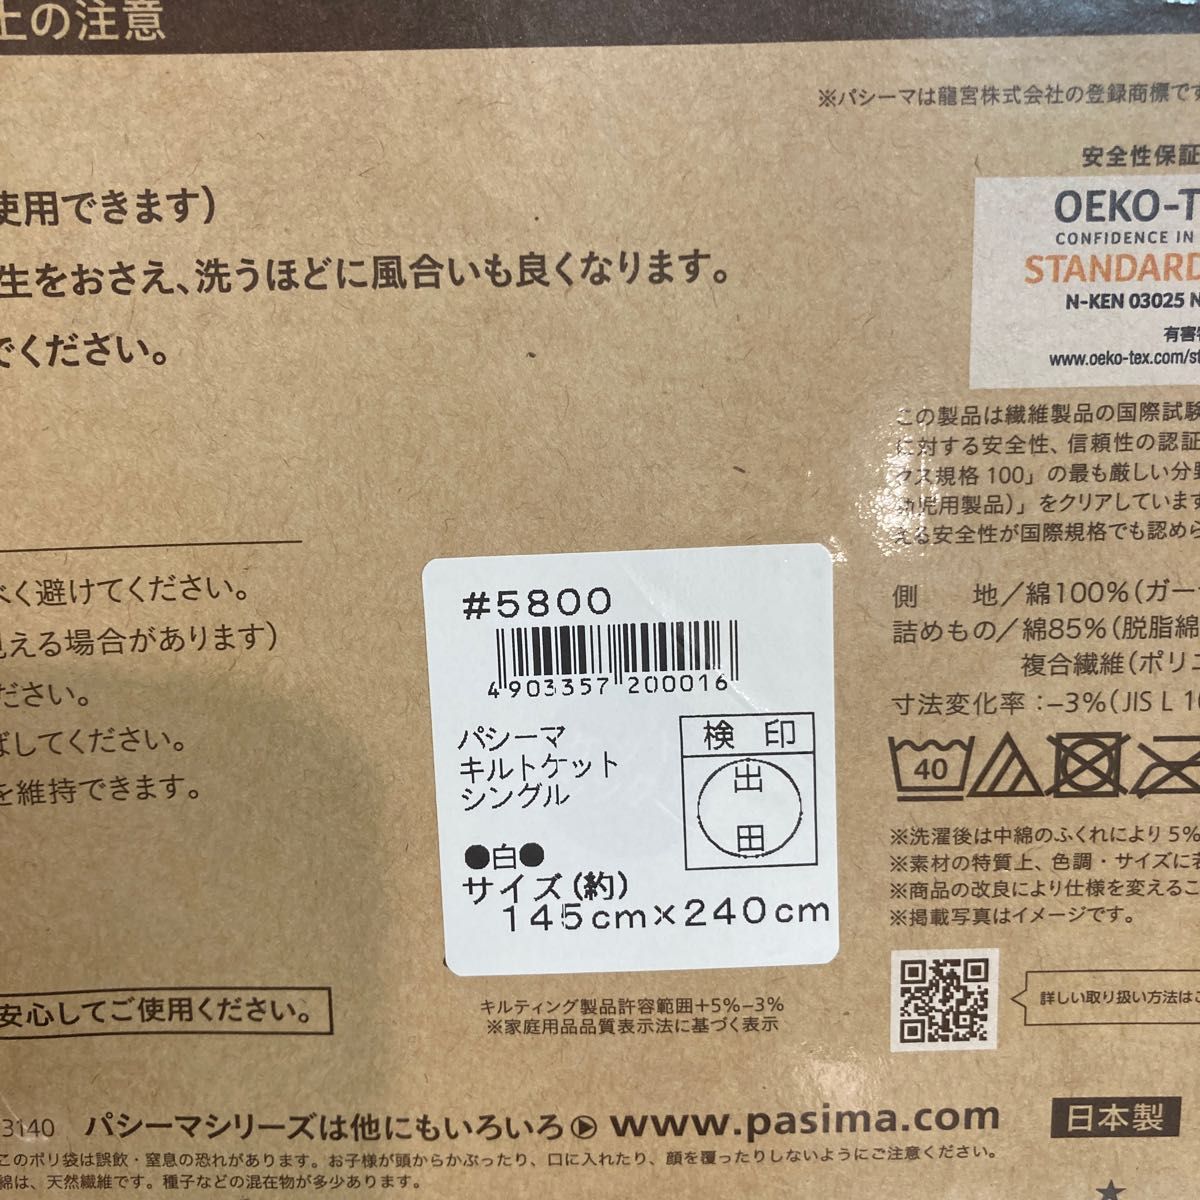 上の注意
※パシーマは龍宮株式会社の登録商標です
安全性保証
OEKO-T
CONFIDENCE IN
STANDARD
N-KEN 03025 N
有害
www.oeko-tex.com/st
使用できます)
生をおさえ、洗うほどに風合いも良くなります。
でください。
この製品は繊維製品の国際試験
に対する安全性、信頼性の認証
クス規格100」の最も厳しい分野
幼児用製品)」をクリアしています
える安全性が国際規格でも認めら
べく避けてください。
見える場合があります)
ださい。
ばしてください。
を維持できます。
側 地/綿100%(ガー
詰めもの/綿85%(脱脂綿
複合繊維(ポリエ
寸法変化率:−3%(JIS L 10
40
※洗濯後は中綿のふくれにより5%
※素材の特質上、色調・サイズに若
※商品の改良により仕様を変えるこ
※掲載写真はイメージです。
#5800
4 903357 200016
パシーマ
キルトケット
シングル
検 印
出
田
●白●
サイズ(約)
145cm×240cm
安心してご使用ください。
キルティング製品許容範囲+5%−3%
※家庭用品品質表示法に基づく表示
詳しい取り扱い方法はこ
3140 パシーマシリーズは他にもいろいろ www.pasima.com 日本製
このポリ袋は誤飲・窒息の恐れがあります。お子様が頭からかぶったり、口に入れたり、顔を覆ったりしないようにご注意ください。
綿は、天然繊維です。種子などの混在物が多少あります。